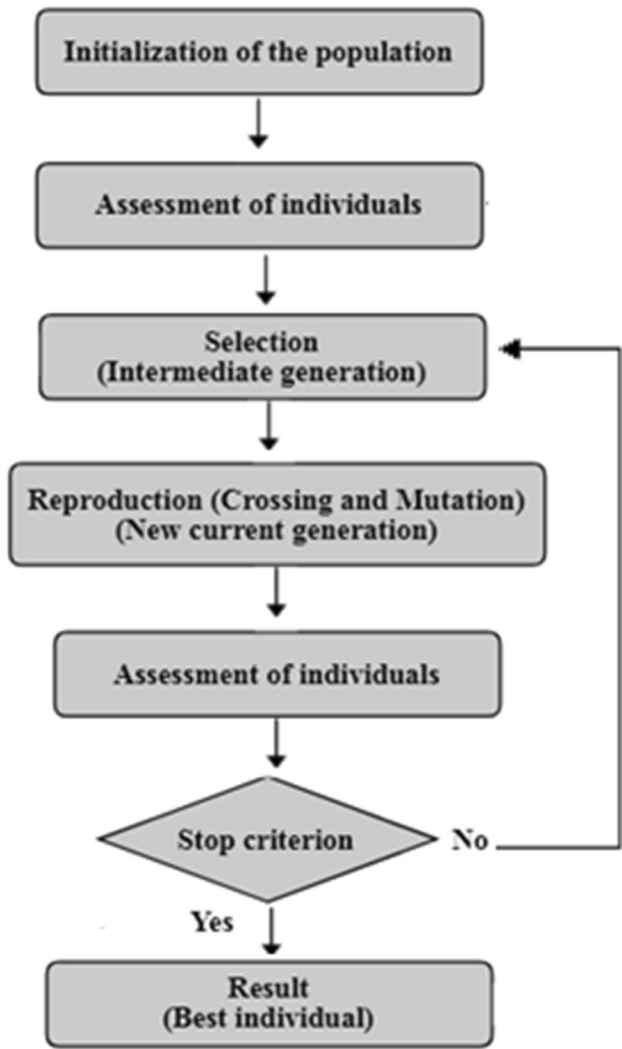 Initialization of the population
Assessment of individuals
Selection
(Intermediate generation)
Reproduction (Crossing and Mutation)
(New current generation)
Assessment of individuals
Stop criterion
No
Yes
Result
(Best individual)